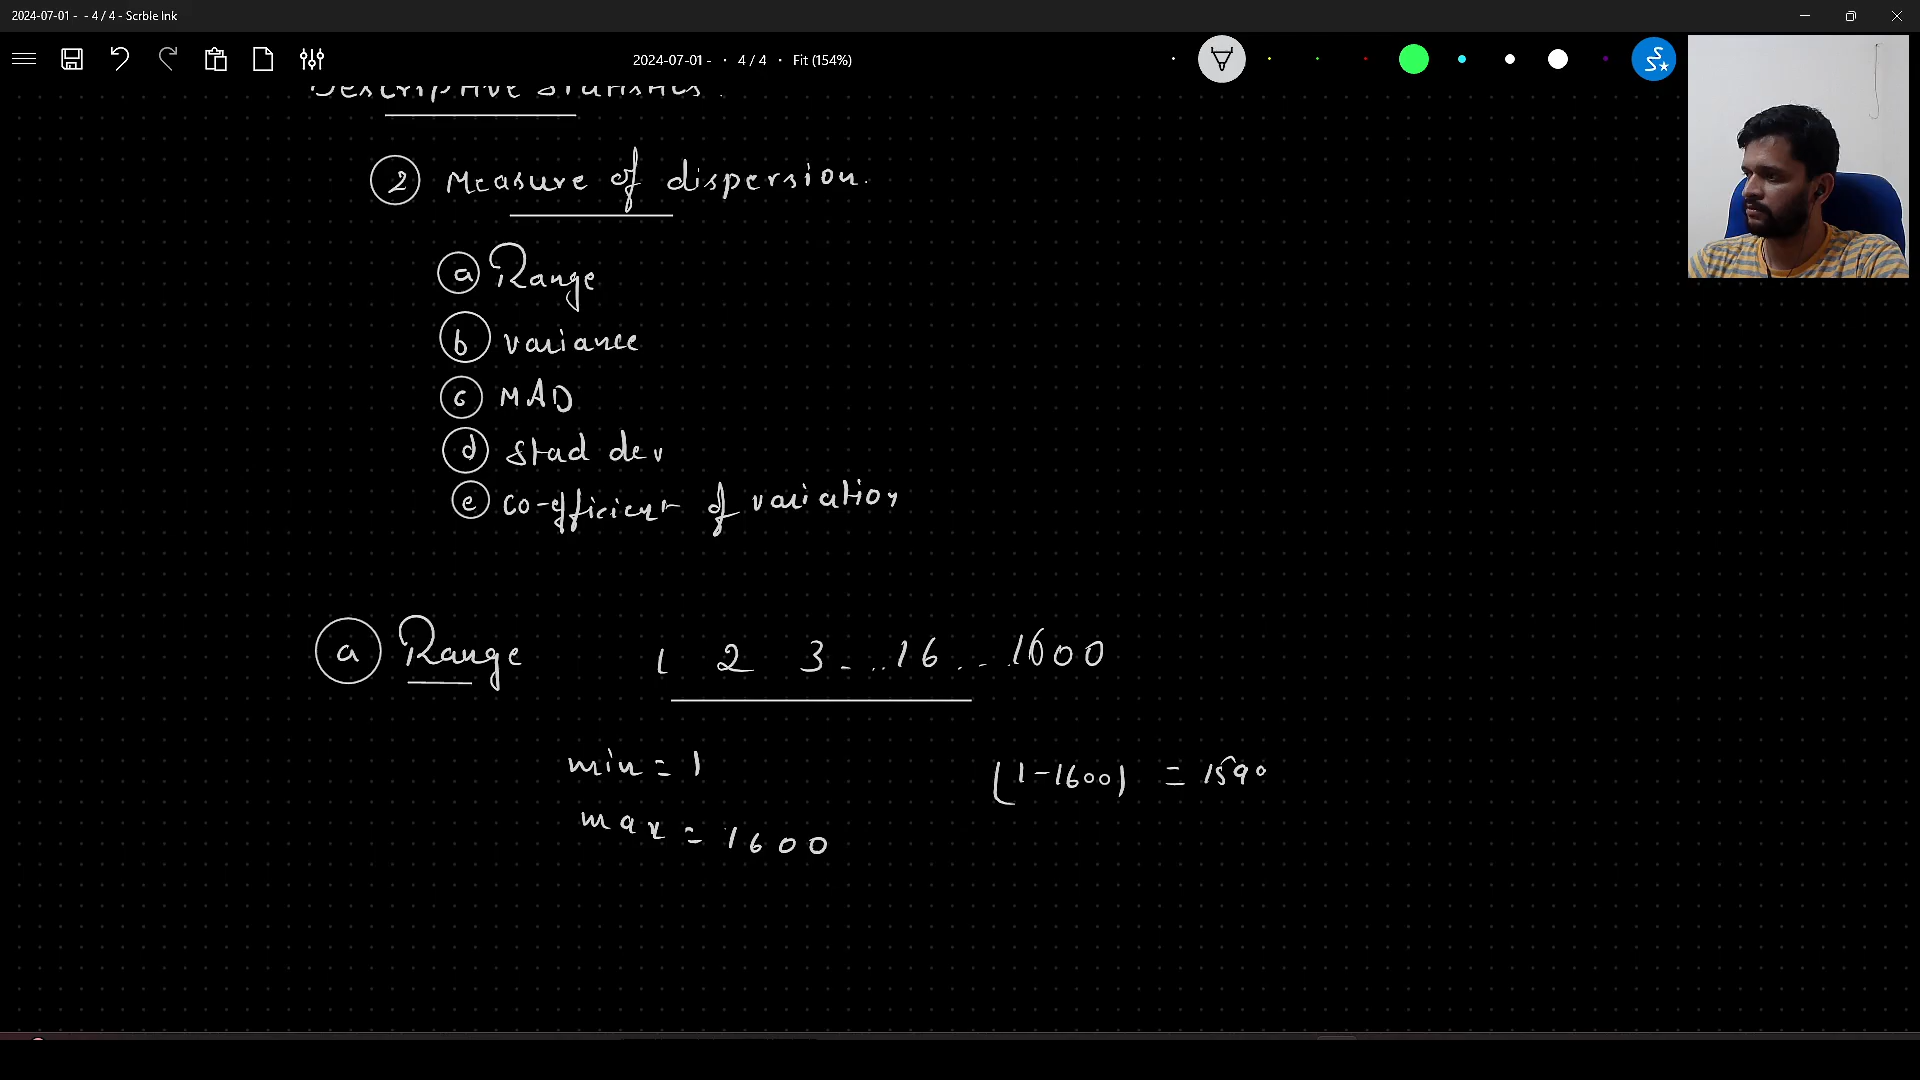 2024-07-01 - - 4 / 4 - Scrble Ink
2024-07-01 - · 4 / 4 · Fit (154%)
Descriptive Statistics.
2 Measure of dispersion.
a Range
b variance
c MAD
d Stad dev
e Co-efficient of variation
a Range 1 2 3 - .. 16 .. - .. 1600
min = 1 (1-1600) = 1590
max = 1600